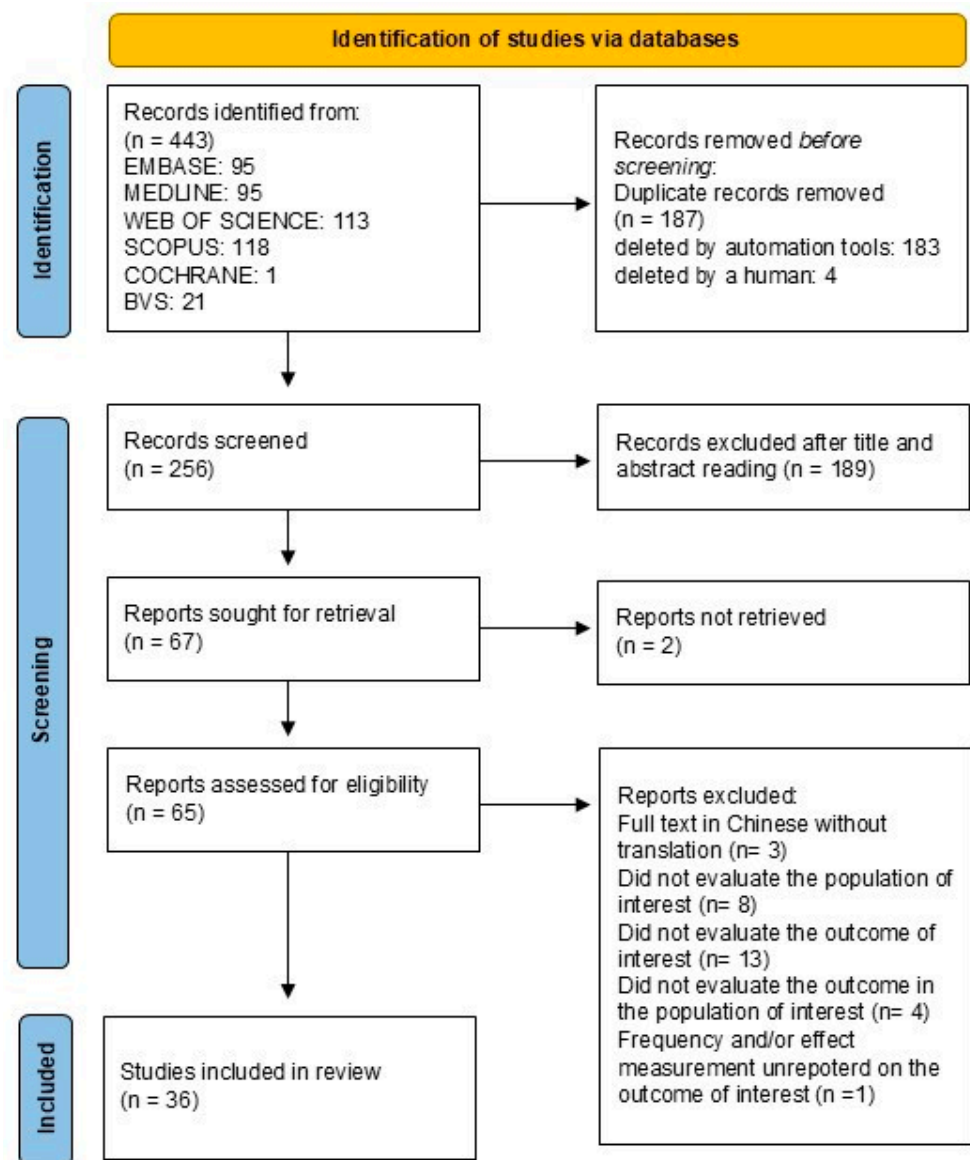 Identification of studies via databases
Identification
Records identified from:
(n = 443)
EMBASE: 95
MEDLINE: 95
WEB OF SCIENCE: 113
SCOPUS: 118
COCHRANE: 1
BVS: 21
Records removed before
screening:
Duplicate records removed
(n = 187)
deleted by automation tools: 183
deleted by a human: 4
Screening
Records screened
(n = 256)
Records excluded after title and
abstract reading (n = 189)
Reports sought for retrieval
(n = 67)
Reports not retrieved
(n = 2)
Reports assessed for eligibility
(n = 65)
Reports excluded:
Full text in Chinese without
translation (n= 3)
Did not evaluate the population of
interest (n= 8)
Did not evaluate the outcome of
interest (n= 13)
Did not evaluate the outcome in
the population of interest (n= 4)
Frequency and/or effect
measurement unrepoterd on the
outcome of interest (n =1)
Included
Studies included in review
(n = 36)